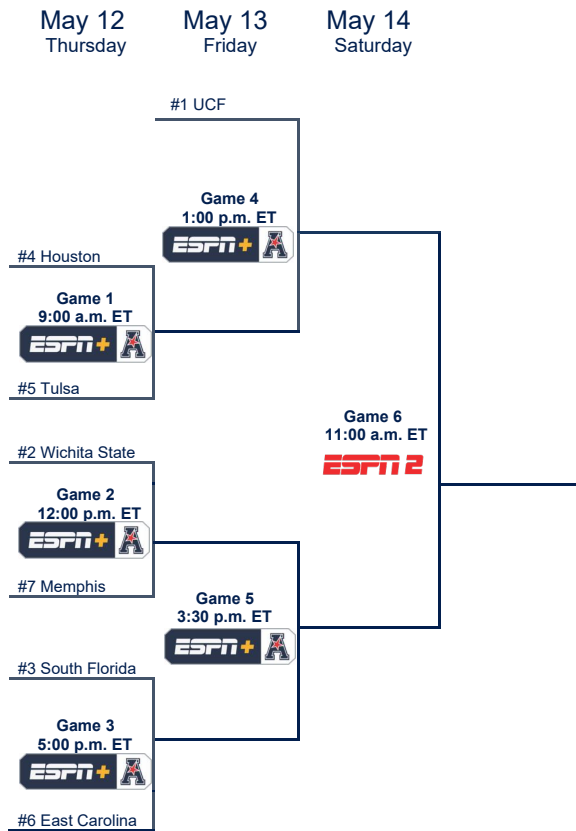 May 12
Thursday
May 13
Friday
May 14
Saturday
#1 UCF
Game 4
1:00 p.m. ET
ESPN+ A
#4 Houston
Game 1
9:00 a.m. ET
ESPN+ A
#5 Tulsa
Game 6
11:00 a.m. ET
ESPN 2
#2 Wichita State
Game 2
12:00 p.m. ET
ESPN+ A
#7 Memphis
Game 5
3:30 p.m. ET
ESPN+ A
#3 South Florida
Game 3
5:00 p.m. ET
ESPN+ A
#6 East Carolina